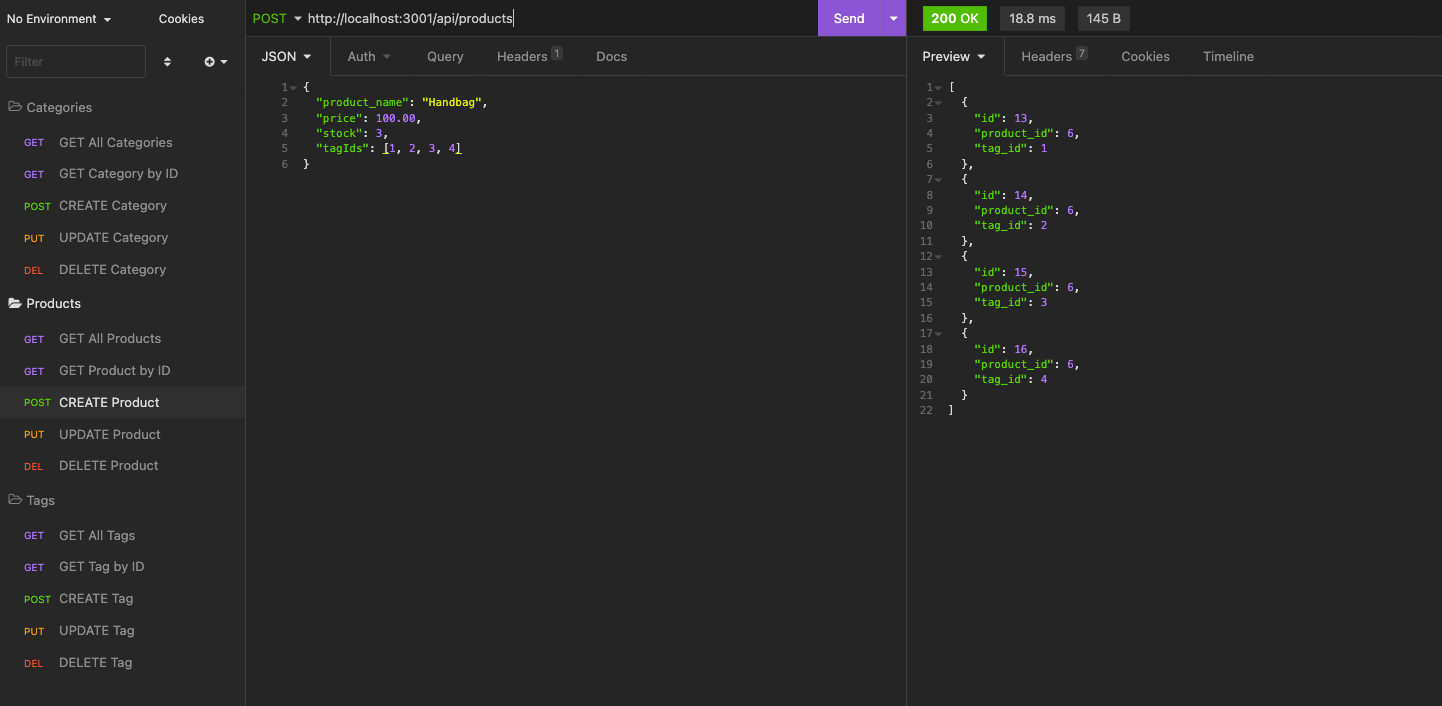 No Environment
Cookies
Filter
Categories
GET GET All Categories
GET GET Category by ID
POST CREATE Category
PUT UPDATE Category
DEL DELETE Category
Products
GET GET All Products
GET GET Product by ID
POST CREATE Product
PUT UPDATE Product
DEL DELETE Product
Tags
GET GET All Tags
GET GET Tag by ID
POST CREATE Tag
PUT UPDATE Tag
DEL DELETE Tag
POST http://localhost:3001/api/products Send
JSON Auth Query Headers 1 Docs
1 {
2 "product_name": "Handbag",
3 "price": 100.00,
4 "stock": 3,
5 "tagIds": [1, 2, 3, 4]
6 }
200 OK 18.8 ms 145 B
Preview Headers 7 Cookies Timeline
1 [
2 {
3 "id": 13,
4 "product_id": 6,
5 "tag_id": 1
6 },
7 {
8 "id": 14,
9 "product_id": 6,
10 "tag_id": 2
11 },
12 {
13 "id": 15,
14 "product_id": 6,
15 "tag_id": 3
16 },
17 {
18 "id": 16,
19 "product_id": 6,
20 "tag_id": 4
21 }
22 ]